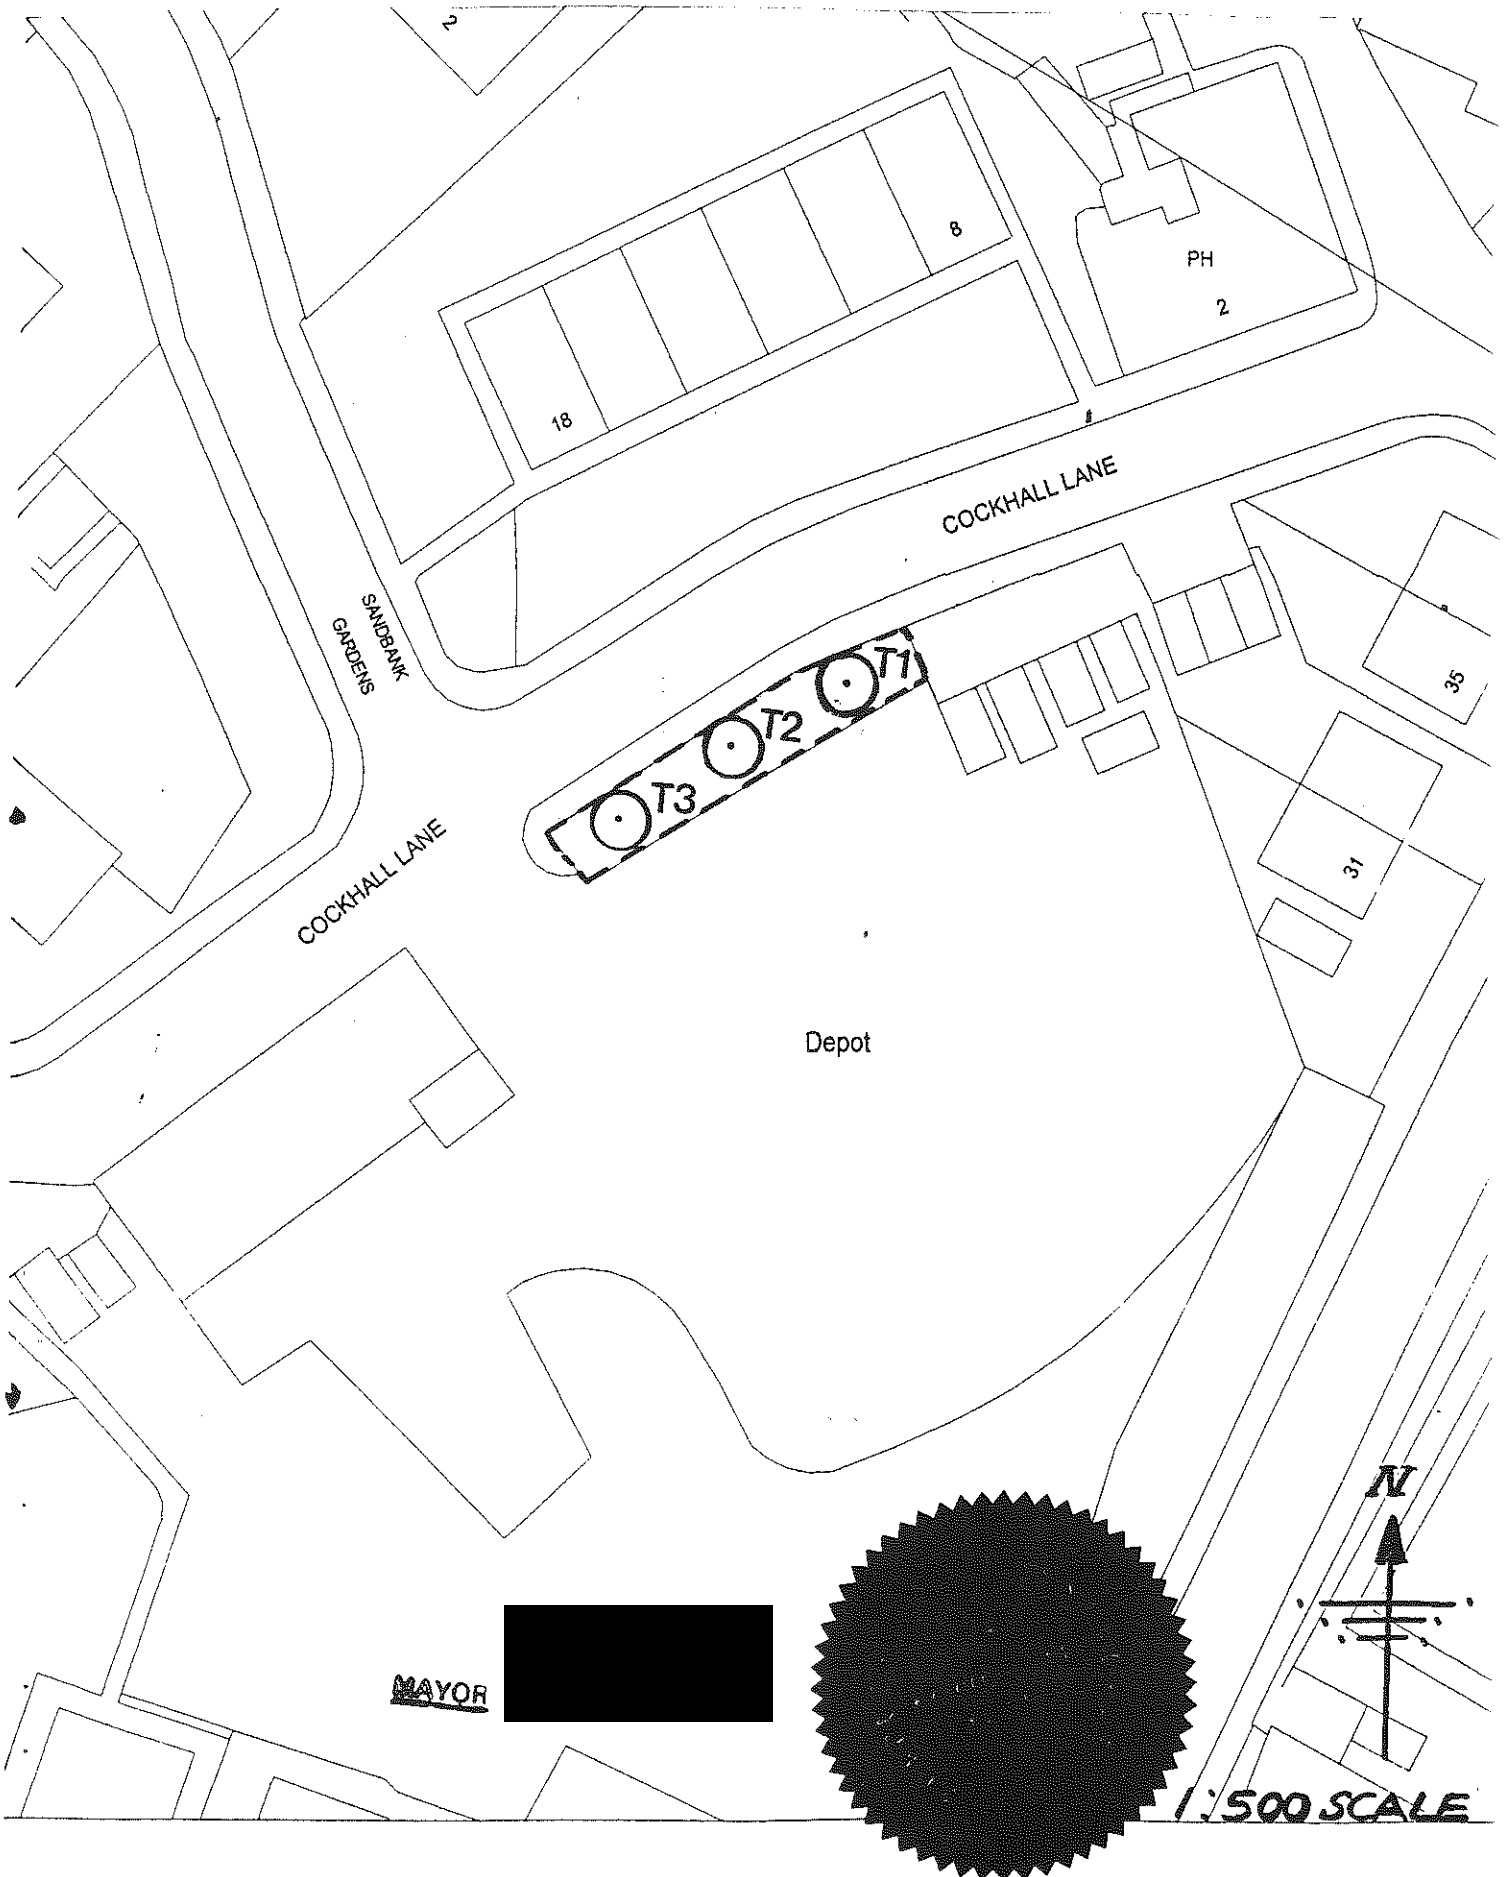 2
8
PH
2
18
COCKHALL LANE
SANDBANK
GARDENS
T1
35
T2
T3
COCKHALL LANE
31
Depot
N
MAYOR
1:500 SCALE